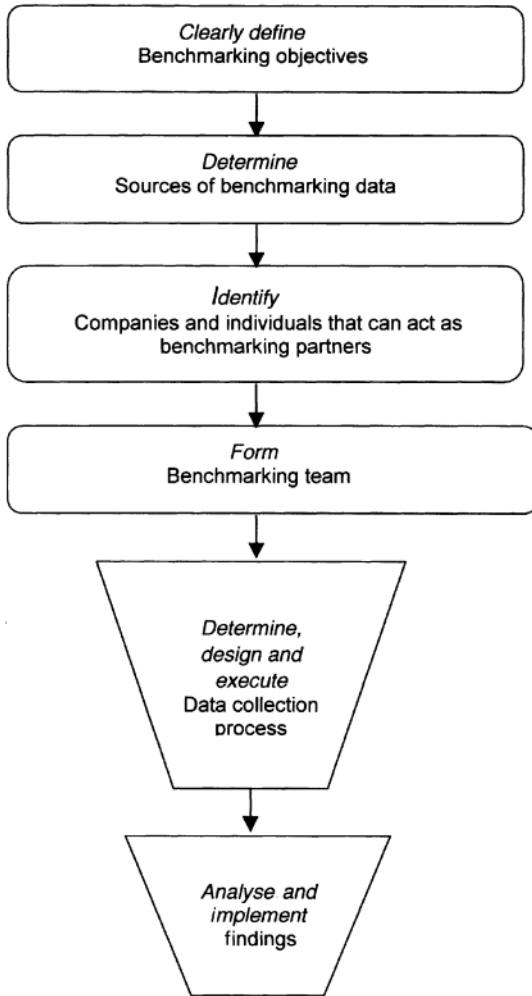 Clearly define
Benchmarking objectives
Determine
Sources of benchmarking data
Identify
Companies and individuals that can act as
benchmarking partners
Form
Benchmarking team
Determine,
design and
execute
Data collection
process
Analyse and
implement
findings